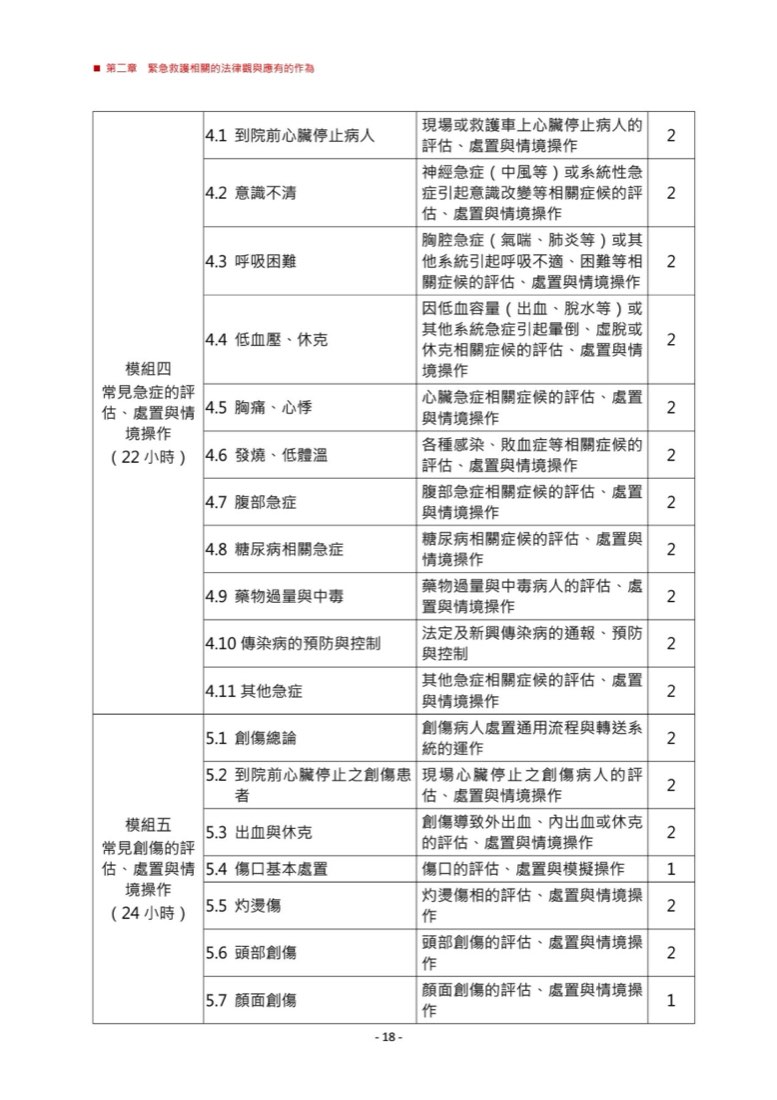 ■ 第二章　緊急救護相關的法律觀與應有的作為
模組四
常見急症的評
估、處置與情
境操作
（22 小時）
4.1 到院前心臟停止病人
現場或救護車上心臟停止病人的
評估、處置與情境操作
2
4.2 意識不清
神經急症（中風等）或系統性急
症引起意識改變等相關症候的評
估、處置與情境操作
2
4.3 呼吸困難
胸腔急症（氣喘、肺炎等）或其
他系統引起呼吸不適、困難等相
關症候的評估、處置與情境操作
2
4.4 低血壓、休克
因低血容量（出血、脫水等）或
其他系統急症引起暈倒、虛脫或
休克相關症候的評估、處置與情
境操作
2
4.5 胸痛、心悸
心臟急症相關症候的評估、處置
與情境操作
2
4.6 發燒、低體溫
各種感染、敗血症等相關症候的
評估、處置與情境操作
2
4.7 腹部急症
腹部急症相關症候的評估、處置
與情境操作
2
4.8 糖尿病相關急症
糖尿病相關症候的評估、處置與
情境操作
2
4.9 藥物過量與中毒
藥物過量與中毒病人的評估、處
置與情境操作
2
4.10 傳染病的預防與控制
法定及新興傳染病的通報、預防
與控制
2
4.11 其他急症
其他急症相關症候的評估、處置
與情境操作
2
模組五
常見創傷的評
估、處置與情
境操作
（24 小時）
5.1 創傷總論
創傷病人處置通用流程與轉送系
統的運作
2
5.2 到院前心臟停止之創傷患
者
現場心臟停止之創傷病人的評
估、處置與情境操作
2
5.3 出血與休克
創傷導致外出血、內出血或休克
的評估、處置與情境操作
2
5.4 傷口基本處置
傷口的評估、處置與模擬操作
1
5.5 灼燙傷
灼燙傷相的評估、處置與情境操
作
2
5.6 頭部創傷
頭部創傷的評估、處置與情境操
作
2
5.7 顏面創傷
顏面創傷的評估、處置與情境操
作
1
- 18 -